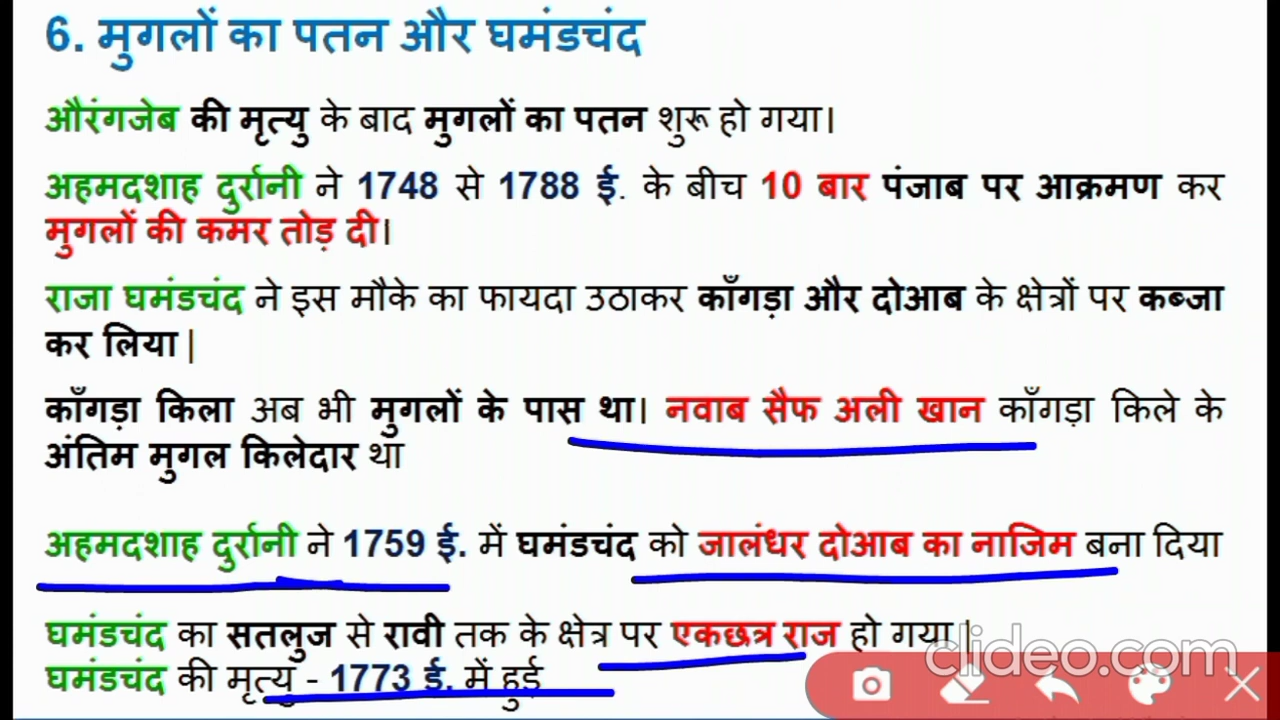 6. मुगलों का पतन और घमंडचंद
औरंगजेब की मृत्यु के बाद मुगलों का पतन शुरू हो गया।
अहमदशाह दुर्रानी ने 1748 से 1788 ई. के बीच 10 बार पंजाब पर आक्रमण कर
मुगलों की कमर तोड़ दी।
राजा घमंडचंद ने इस मौके का फायदा उठाकर काँगड़ा और दोआब के क्षेत्रों पर कब्जा
कर लिया |
काँगड़ा किला अब भी मुगलों के पास था। नवाब सैफ अली खान काँगड़ा किले के
अंतिम मुगल किलेदार था
अहमदशाह दुर्रानी ने 1759 ई. में घमंडचंद को जालंधर दोआब का नाजिम बना दिया
घमंडचंद का सतलुज से रावी तक के क्षेत्र पर एकछत्र राज हो गया |
घमंडचंद की मृत्यु - 1773 ई. में हुई
clideo.com